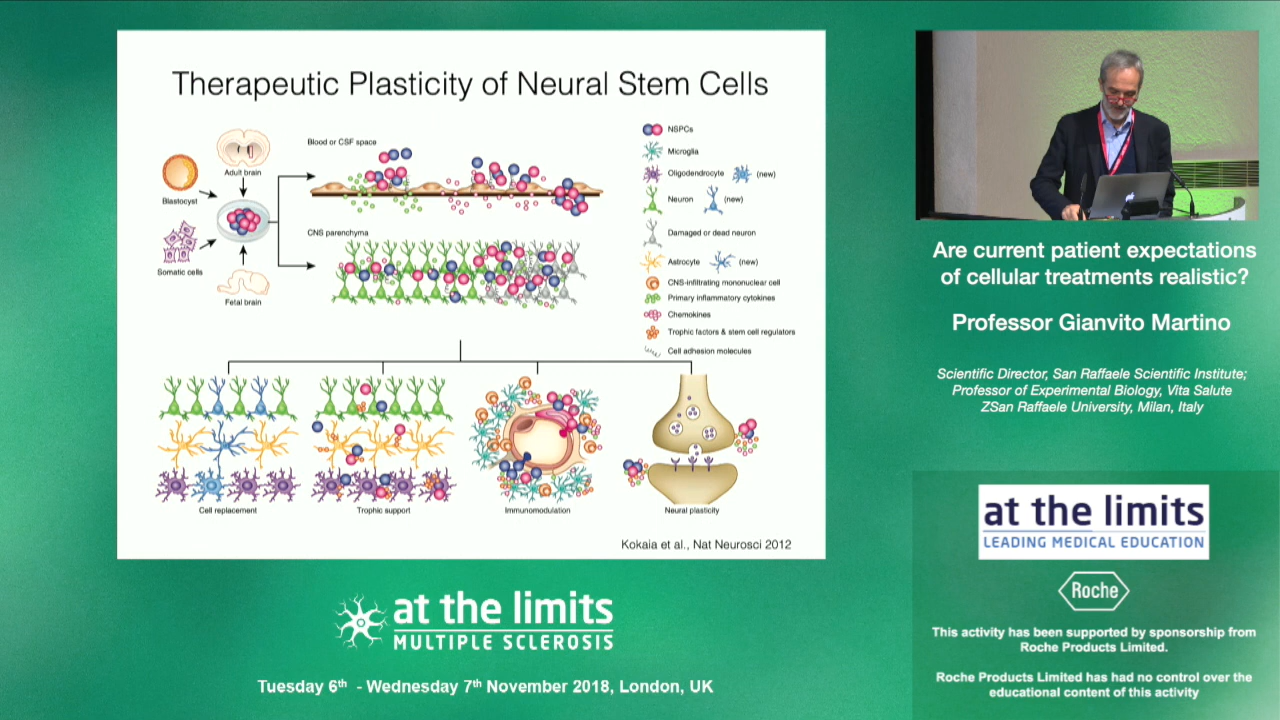 Therapeutic Plasticity of Neural Stem Cells
Blood or CSF space
Adult brain
Blastocyst
Somatic cells
Fetal brain
CNS parenchyma
NSPCs
Microglia
Oligodendrocyte (new)
Neuron (new)
Damaged or dead neuron
Astrocyte (new)
CNS-infiltrating mononuclear cell
Primary inflammatory cytokines
Chemokines
Trophic factors & stem cell regulators
Cell adhesion molecules
Cell replacement
Trophic support
Immunomodulation
Neural plasticity
Kokaia et al., Nat Neurosci 2012
at the limits
MULTIPLE SCLEROSIS
Tuesday 6th - Wednesday 7th November 2018, London, UK
Are current patient expectations
of cellular treatments realistic?
Professor Gianvito Martino
Scientific Director, San Raffaele Scientific Institute;
Professor of Experimental Biology, Vita Salute
ZSan Raffaele University, Milan, Italy
at the limits
LEADING MEDICAL EDUCATION
Roche
This activity has been supported by sponsorship from
Roche Products Limited.
Roche Products Limited has had no control over the
educational content of this activity